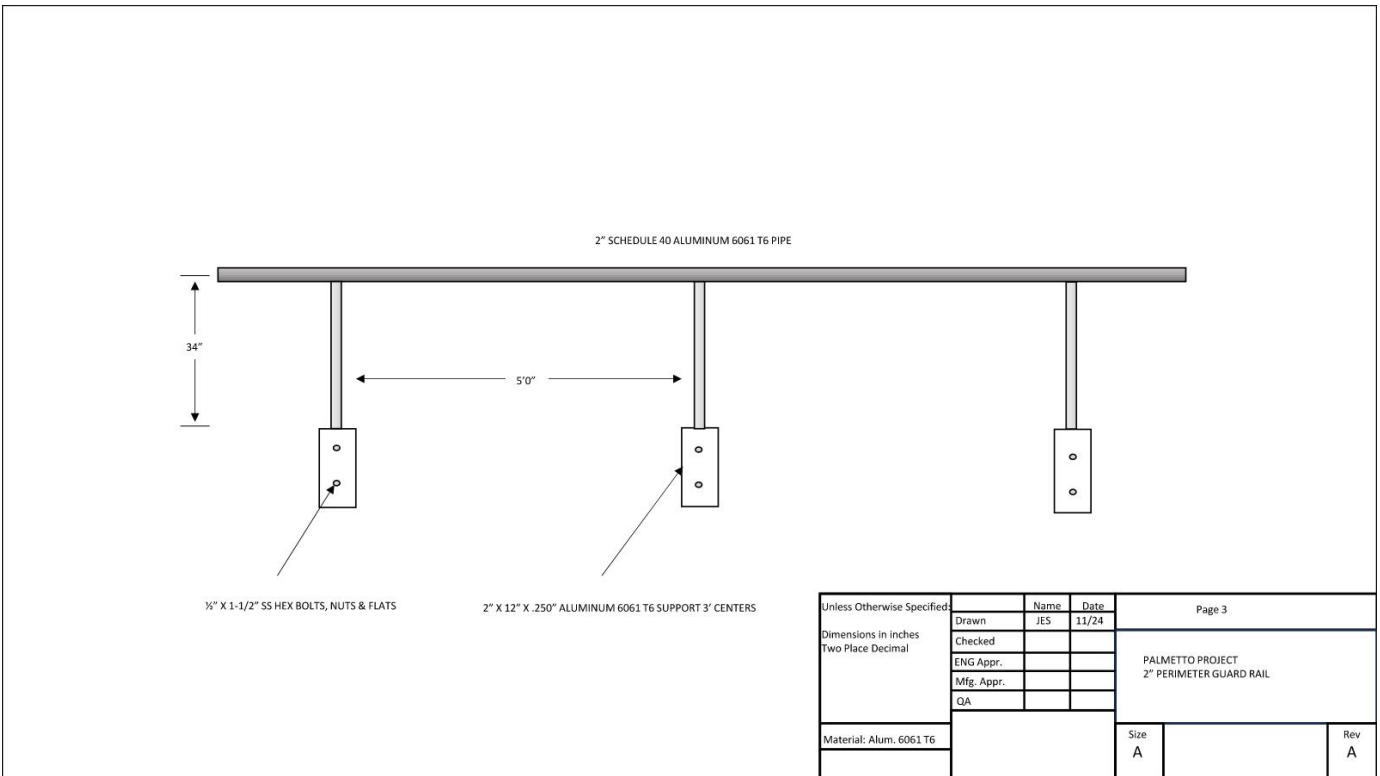 2” SCHEDULE 40 ALUMINUM 6061 T6 PIPE
34”
5’0”
½” X 1-1/2” SS HEX BOLTS, NUTS & FLATS
2” X 12” X .250” ALUMINUM 6061 T6 SUPPORT 3’ CENTERS
Unless Otherwise Specified:
Dimensions in inches
Two Place Decimal
Material: Alum. 6061 T6
Name Date
Drawn JES 11/24
Checked
ENG Appr.
Mfg. Appr.
QA
Page 3
PALMETTO PROJECT
2” PERIMETER GUARD RAIL
Size
A
Rev
A